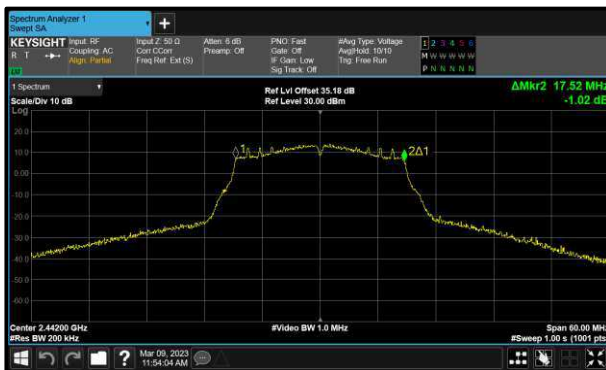 Spectrum Analyzer 1
Swept SA
KEYSIGHT
R T
Input: RF
Coupling: AC
Align: Partial
Input Z: 50 Ω
Corr CCorr
Freq Ref: Ext (S)
Atten: 6 dB
Preamp: Off
PNO: Fast
Gate: Off
IF Gain: Low
Sig Track: Off
#Avg Type: Voltage
Avg|Hold: 10/10
Trig: Free Run
1 2 3 4 5 6
M W W W W W
P N N N N N
1 Spectrum
Scale/Div 10 dB
Log
Ref Lvl Offset 35.18 dB
Ref Level 30.00 dBm
ΔMkr2 17.52 MHz
-1.02 dB
1
2Δ1
20.0
10.0
0.00
-10.0
-20.0
-30.0
-40.0
-50.0
-60.0
Center 2.44200 GHz
#Res BW 200 kHz
#Video BW 1.0 MHz
Span 60.00 MHz
#Sweep 1.00 s (1001 pts)
Mar 09, 2023
11:54:04 AM